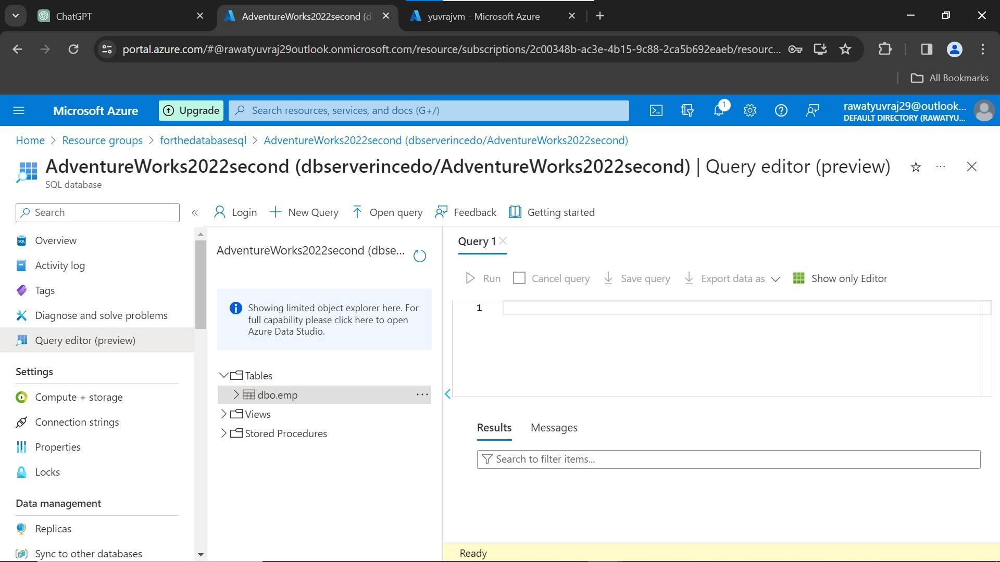 ChatGPT
AdventureWorks2022second (d
yuvrajvm - Microsoft Azure
portal.azure.com/#@rawatyuvraj29outlook.onmicrosoft.com/resource/subscriptions/2c00348b-ac3e-4b15-9c88-2ca5b692eaeb/resourc...
All Bookmarks
Microsoft Azure
Upgrade
Search resources, services, and docs (G+/)
1
rawatyuvraj29@outlook...
DEFAULT DIRECTORY (RAWATYU...
Home > Resource groups > forthedatabasesql > AdventureWorks2022second (dbserverincedo/AdventureWorks2022second)
AdventureWorks2022second (dbserverincedo/AdventureWorks2022second) | Query editor (preview)
SQL database
Search
Login
New Query
Open query
Feedback
Getting started
Overview
Activity log
Tags
Diagnose and solve problems
Query editor (preview)
Settings
Compute + storage
Connection strings
Properties
Locks
Data management
Replicas
Sync to other databases
AdventureWorks2022second (dbse...
Showing limited object explorer here. For
full capability please click here to open
Azure Data Studio.
Tables
dbo.emp
Views
Stored Procedures
Query 1
Run
Cancel query
Save query
Export data as
Show only Editor
1
Results
Messages
Search to filter items...
Ready